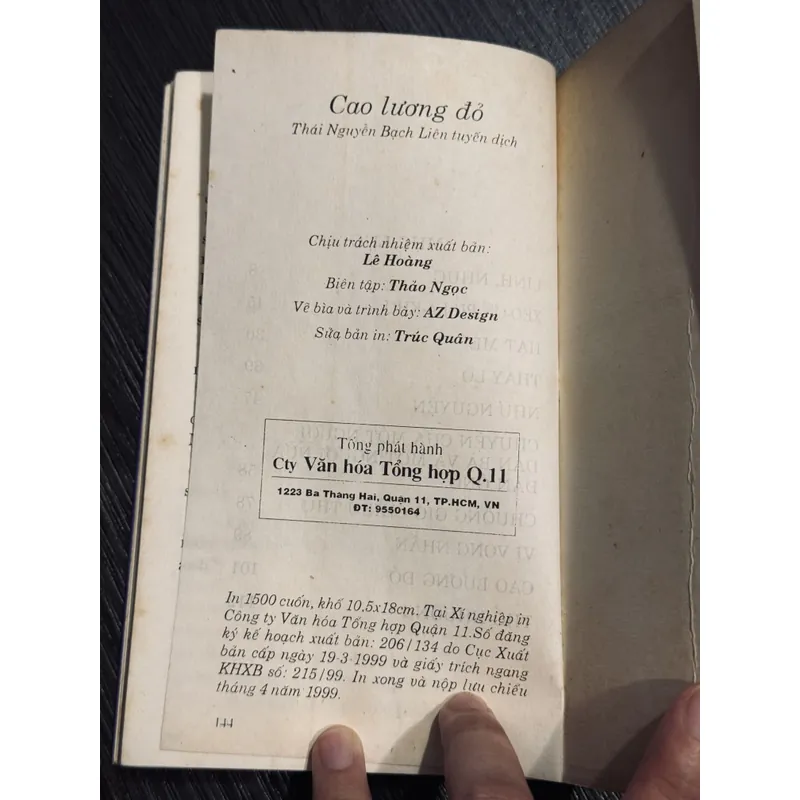 Cao lương đỏ
Thái Nguyễn Bạch Liên tuyển dịch
Chịu trách nhiệm xuất bản:
Lê Hoàng
Biên tập: Thảo Ngọc
Vẽ bìa và trình bày: AZ Design
Sửa bản in: Trúc Quân
Tổng phát hành
Cty Văn hóa Tổng hợp Q.11
1223 Ba Tháng Hai, Quận 11, TP.HCM, VN
ĐT: 9550164
In 1500 cuốn, khổ 10.5x18cm. Tại Xí nghiệp in
Công ty Văn hóa Tổng hợp Quận 11.Số đăng
ký kế hoạch xuất bản: 206/134 do Cục Xuất
bản cấp ngày 19-3-1999 và giấy trích ngang
KHXB số: 215/99. In xong và nộp lưu chiểu
tháng 4 năm 1999.
144